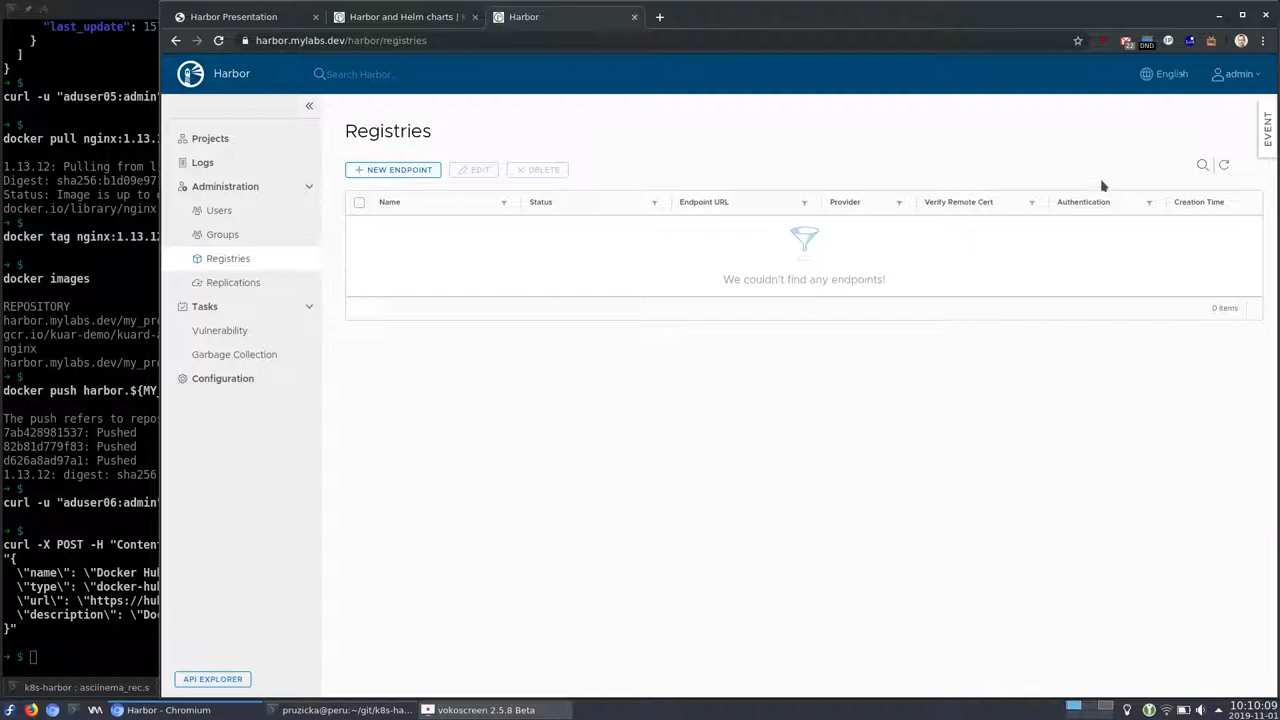 Harbor Presentation
Harbor and Helm charts |
Harbor
harbor.mylabs.dev/harbor/registries
22
DND
IP
Harbor
Search Harbor...
English
admin
EVENT
Projects
Logs
Administration
Users
Groups
Registries
Replications
Tasks
Vulnerability
Garbage Collection
Configuration
API EXPLORER
Registries
NEW ENDPOINT
EDIT
DELETE
Name
Status
Endpoint URL
Provider
Verify Remote Cert
Authentication
Creation Time
We couldn't find any endpoints!
0 items
"last_update": 15
}
]
}
→ $
curl -u "aduser05:admin"
→ $
docker pull nginx:1.13.1
1.13.12: Pulling from l
Digest: sha256:b1d09e97
Status: Image is up to
docker.io/library/nginx
→ $
docker tag nginx:1.13.12
→ $
docker images
REPOSITORY
harbor.mylabs.dev/my_pr
gcr.io/kuar-demo/kuard-a
nginx
harbor.mylabs.dev/my_pr
→ $
docker push harbor.${MY_
The push refers to repos
7ab428981537: Pushed
82b81d779f83: Pushed
d626a8ad97a1: Pushed
1.13.12: digest: sha256
→ $
curl -u "aduser06:admin"
→ $
curl -X POST -H "Conten
"{
\"name\": \"Docker Hu
\"type\": \"docker-hu
\"url\": \"https://hu
\"description\": \"Do
}"
→ $
k8s-harbor : asciinema_rec.s
Harbor - Chromium
pruzicka@peru:~/git/k8s-ha...
vokoscreen 2.5.8 Beta
10:10:09
2019-11-01